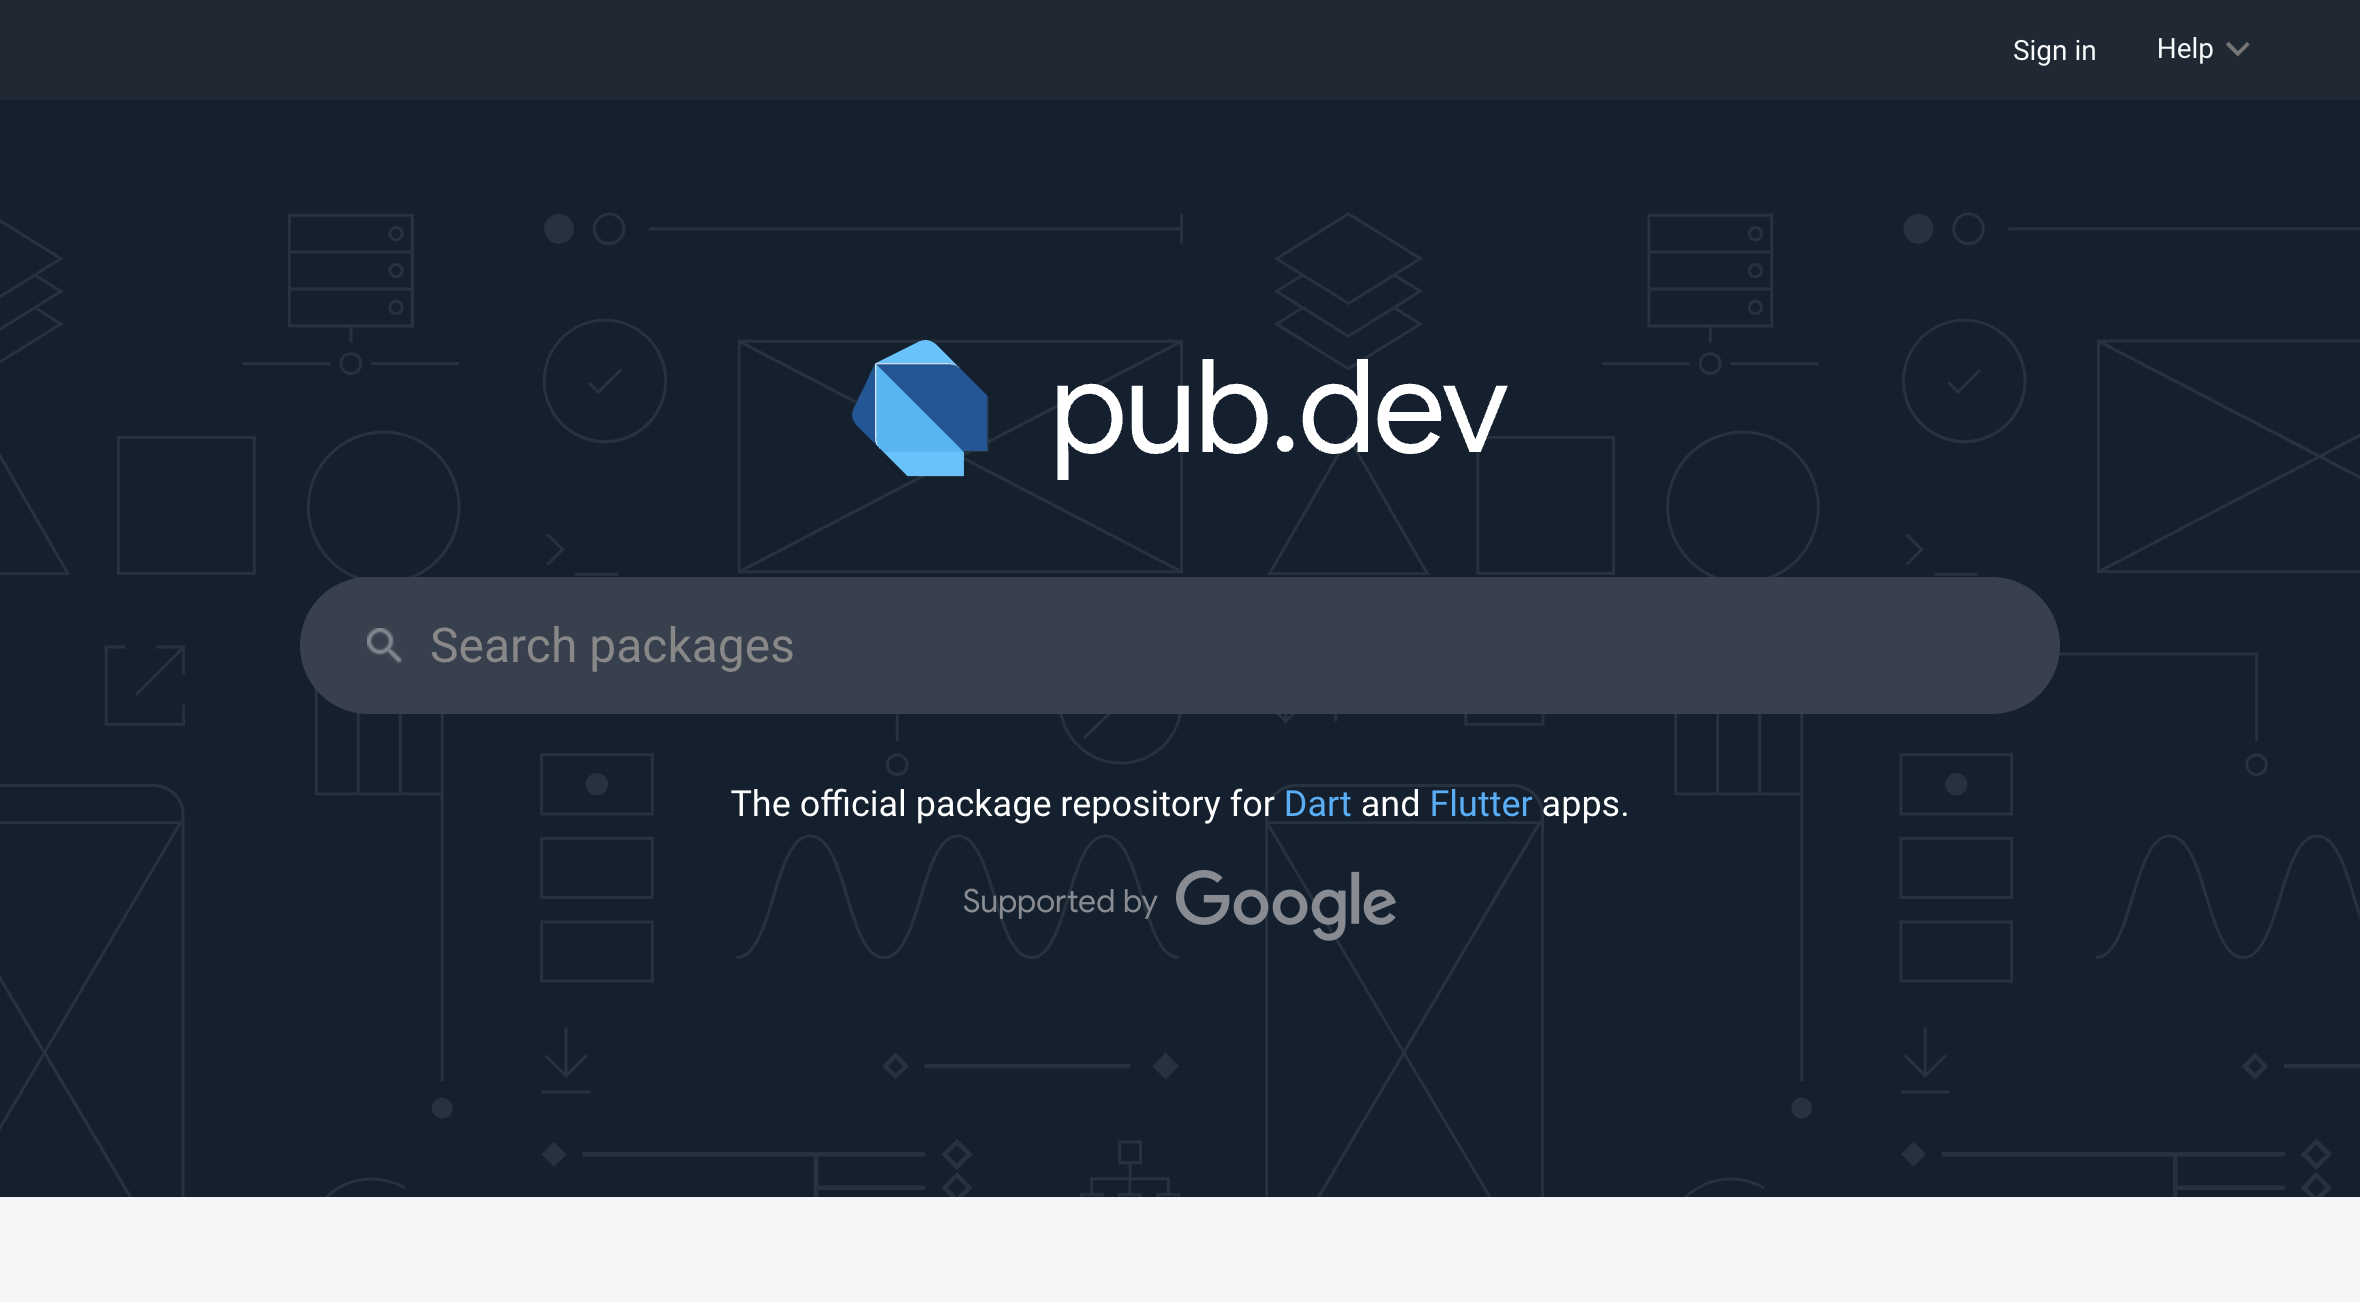 Sign in Help
pub.dev
Search packages
The official package repository for Dart and Flutter apps.
Supported by Google